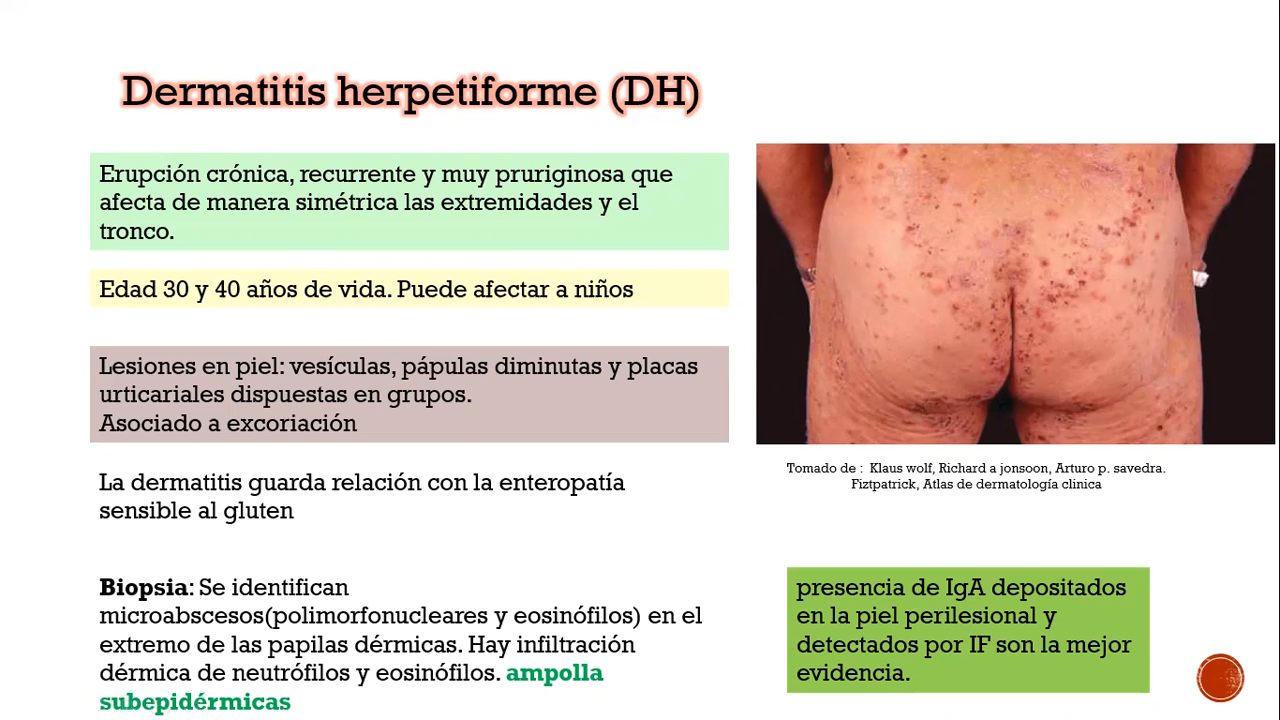 Dermatitis herpetiforme (DH)
Erupción crónica, recurrente y muy pruriginosa que
afecta de manera simétrica las extremidades y el
tronco.
Edad 30 y 40 años de vida. Puede afectar a niños
Lesiones en piel: vesículas, pápulas diminutas y placas
urticariales dispuestas en grupos.
Asociado a excoriación
La dermatitis guarda relación con la enteropatía
sensible al gluten
Biopsia: Se identifican
microabscesos(polimorfonucleares y eosinófilos) en el
extremo de las papilas dérmicas. Hay infiltración
dérmica de neutrófilos y eosinófilos. ampolla
subepidérmicas
Tomado de : Klaus wolf, Richard a jonsoon, Arturo p. savedra.
Fiztpatrick, Atlas de dermatología clinica
presencia de IgA depositados
en la piel perilesional y
detectados por IF son la mejor
evidencia.